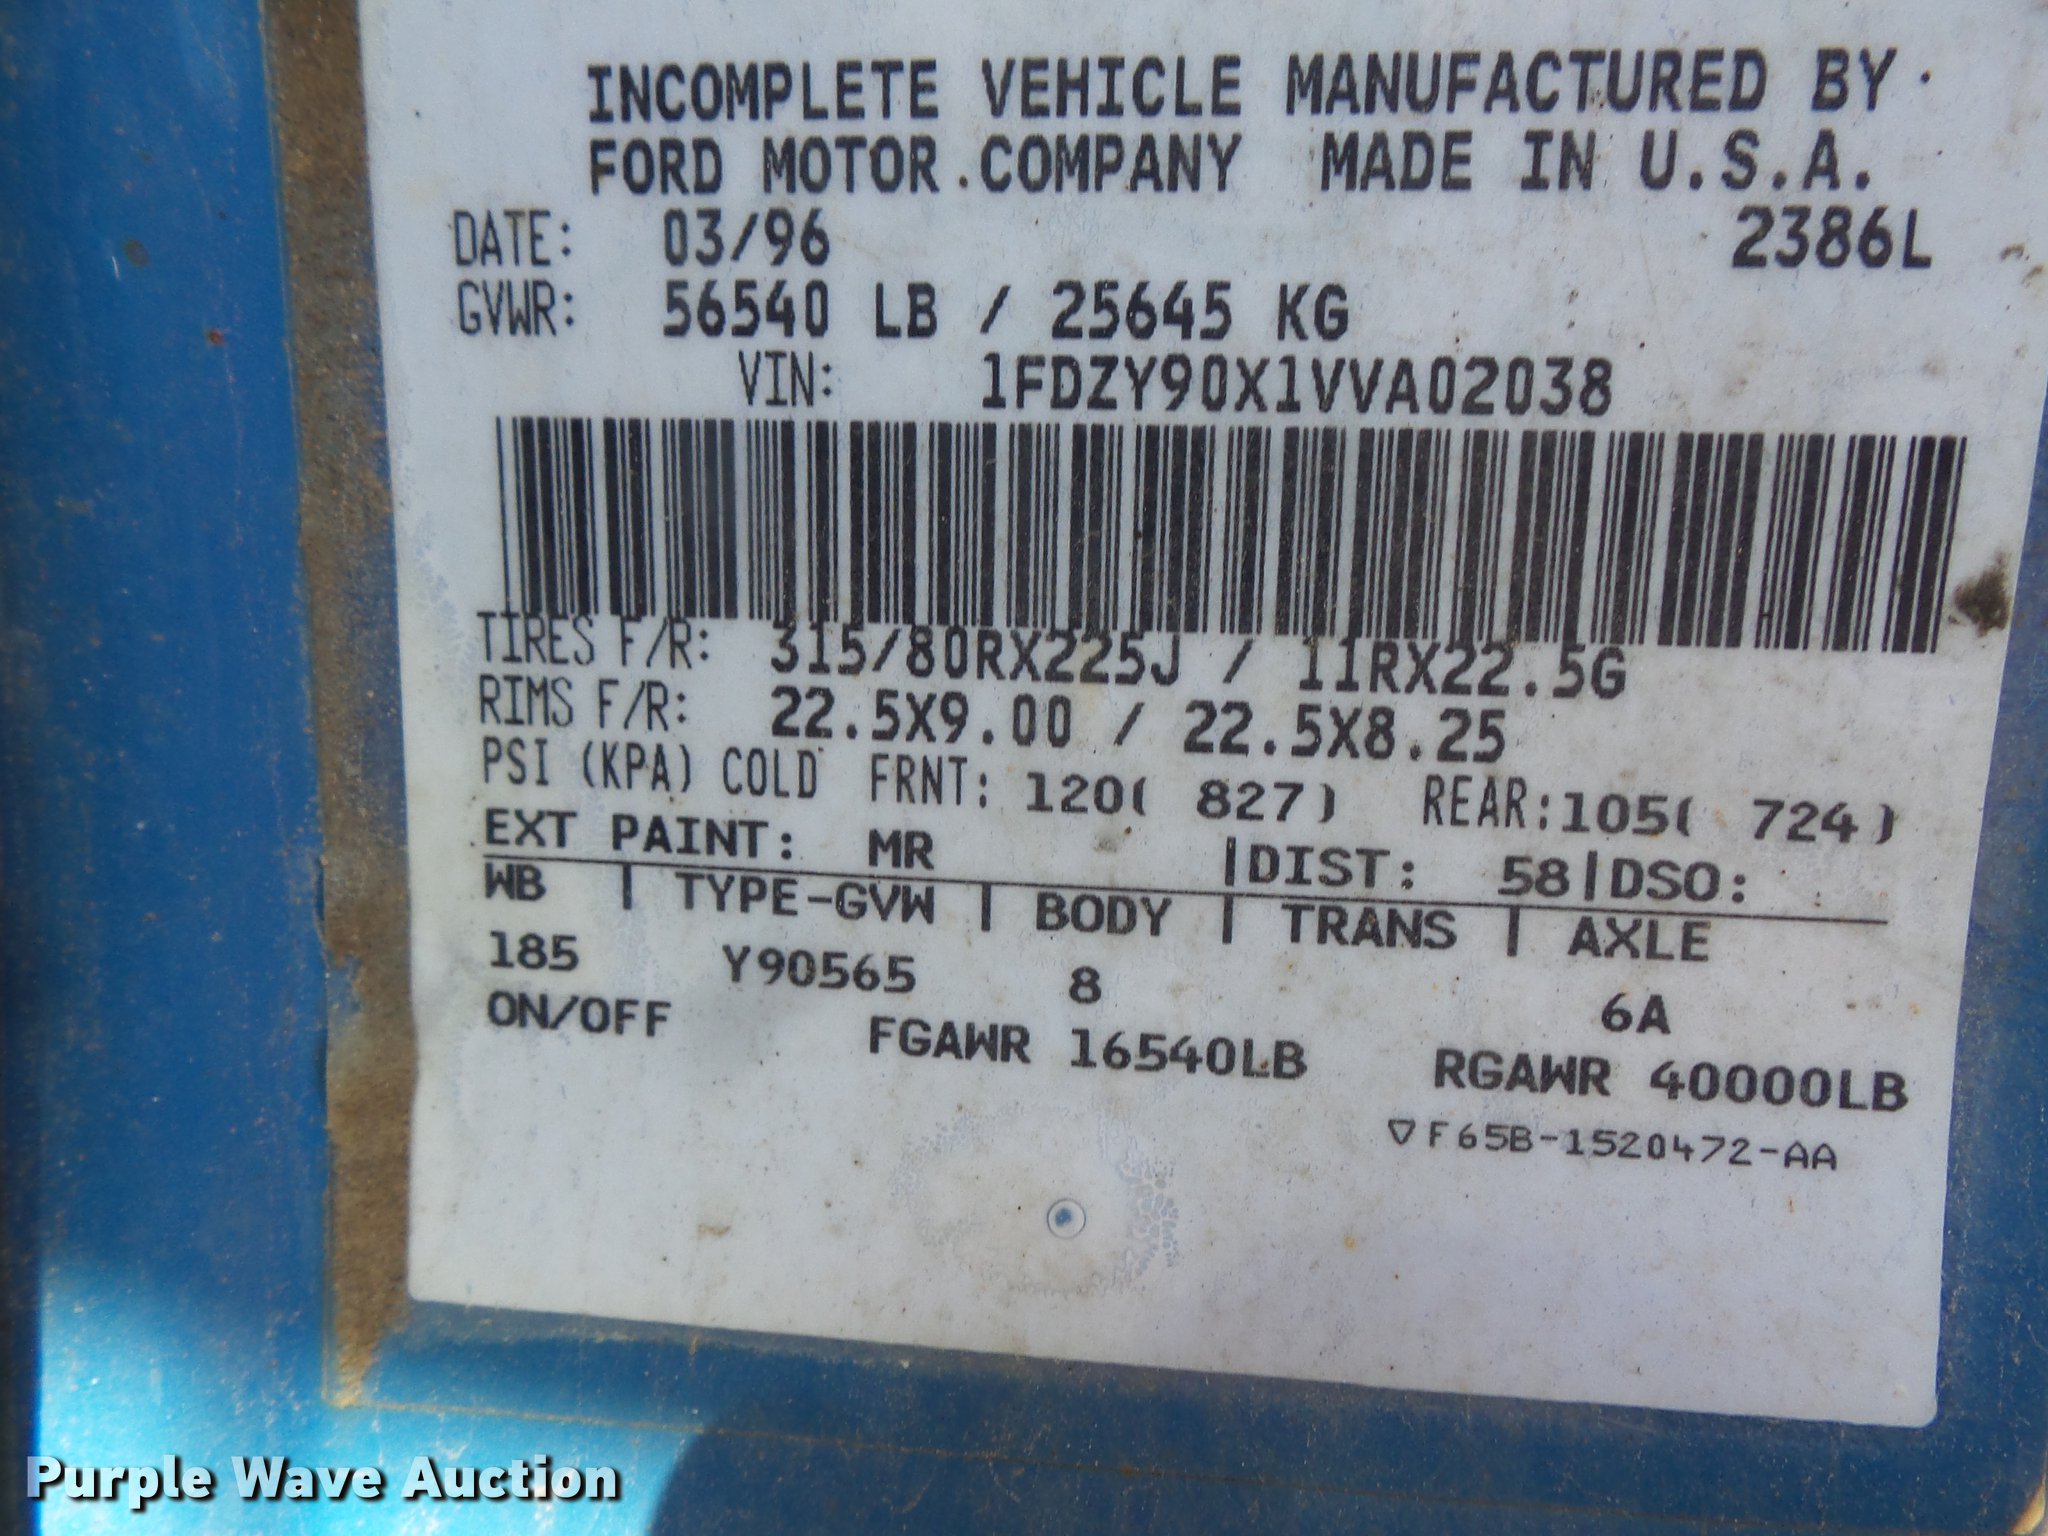 INCOMPLETE VEHICLE MANUFACTURED BY
FORD MOTOR COMPANY MADE IN U.S.A.
DATE: 03/96 2386L
GVWR: 56540 LB / 25645 KG
VIN: 1FDZY90X1VVA02038
TIRES F/R: 315/80RX225J / 11RX22.5G
RIMS F/R: 22.5X9.00 / 22.5X8.25
PSI (KPA) COLD FRNT: 120( 827) REAR: 105( 724)
EXT PAINT: MR |DIST: 58|DSO:
WB | TYPE-GVW | BODY | TRANS | AXLE
185 Y90565 8 6A
ON/OFF FGAWR 16540LB RGAWR 40000LB
▽F65B-1520472-AA
Purple Wave Auction